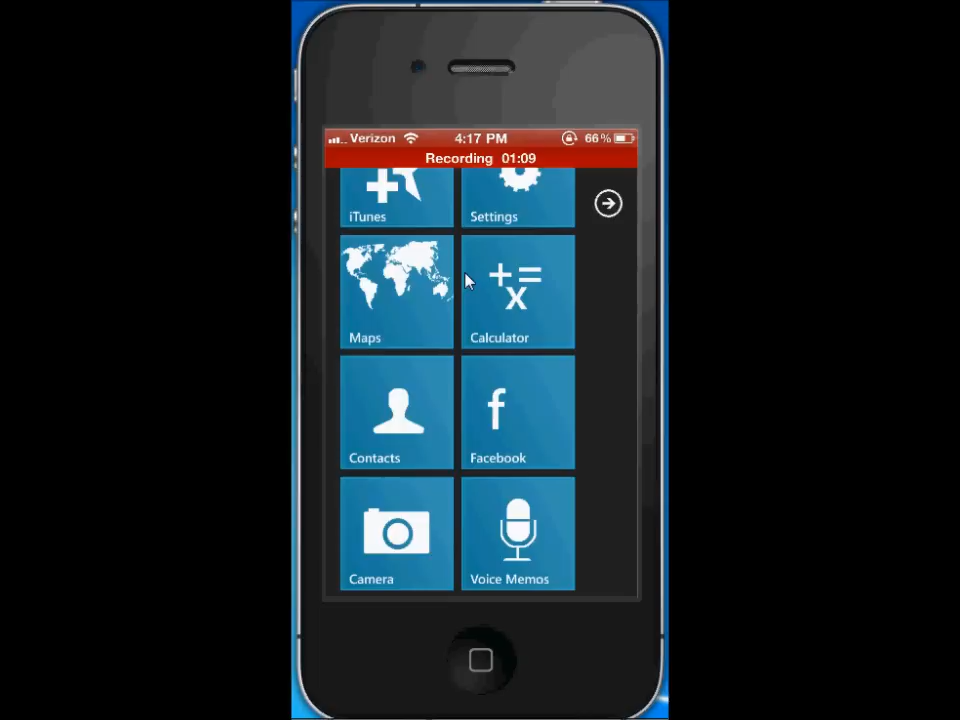 Verizon 4:17 PM 66%
Recording 01:09
iTunes Settings
Maps Calculator
Contacts Facebook
Camera Voice Memos